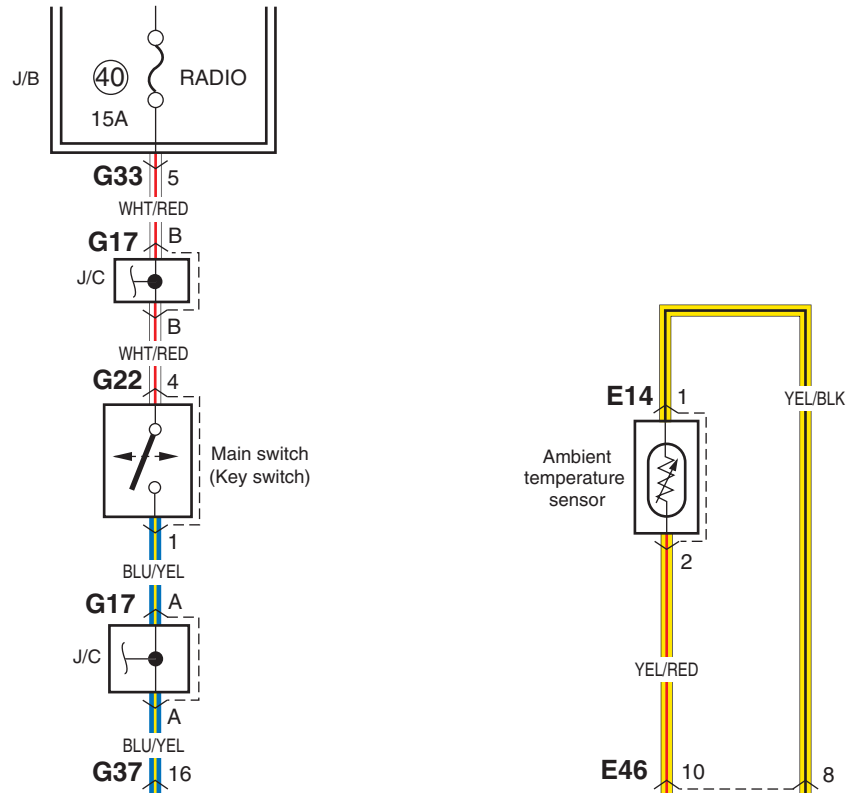 J/B
40
RADIO
15A
G33
5
WHT/RED
G17
B
J/C
B
WHT/RED
G22
4
Main switch
(Key switch)
1
BLU/YEL
G17
A
J/C
A
BLU/YEL
G37
16
YEL/BLK
E14
1
Ambient
temperature
sensor
2
YEL/RED
E46
10
8